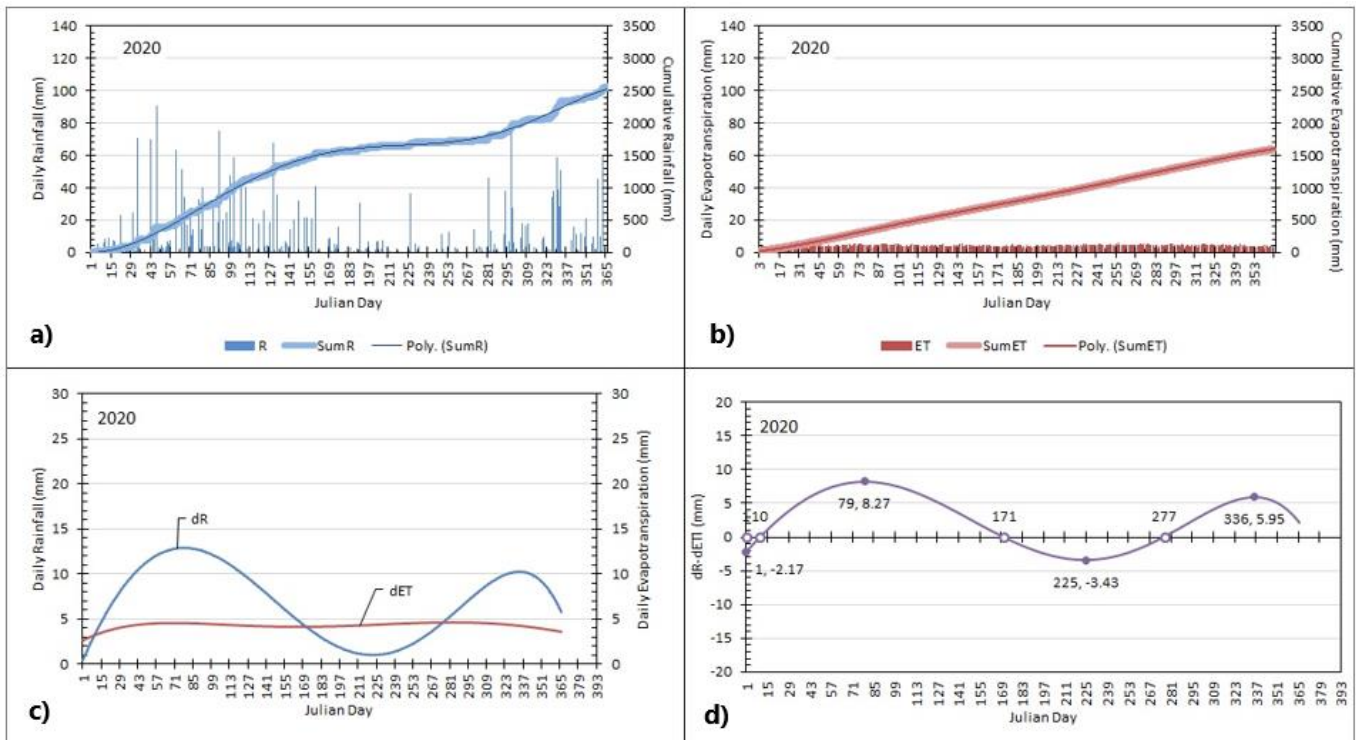 2020
Daily Rainfall (mm)
140
120
100
80
60
40
20
0
3500
3000
2500
2000
1500
1000
500
0
Cumulative Rainfall (mm)
1 15 29 43 57 71 85 99 113 127 141 155 169 183 197 211 225 239 253 267 281 295 309 323 337 351 365
Julian Day
a)
R SumR Poly. (SumR)
2020
Daily Evapotranspiration (mm)
140
120
100
80
60
40
20
0
3500
3000
2500
2000
1500
1000
500
0
Cumulative Evapotranspiration (mm)
3 17 31 45 59 73 87 101 115 129 143 157 171 185 199 213 227 241 255 269 283 297 311 325 339 353
Julian Day
b)
ET SumET Poly. (SumET)
2020
Daily Rainfall (mm)
30
25
20
15
10
5
0
dR
dET
30
25
20
15
10
5
0
Daily Evapotranspiration (mm)
1 15 29 43 57 71 85 99 113 127 141 155 169 183 197 211 225 239 253 267 281 295 309 323 337 351 365 379 393
Julian Day
c)
2020
dR-dETI (mm)
20
15
10
5
0
-5
-10
-15
-20
79, 8.27
1 10
171
277
336, 5.95
1, -2.17
225, -3.43
1 15 29 43 57 71 85 99 113 127 141 155 169 183 197 211 225 239 253 267 281 295 309 323 337 351 365 379 393
Julian Day
d)